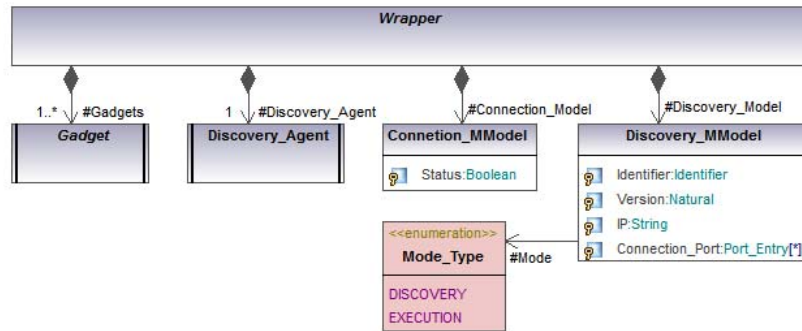 Wrapper
1..* #Gadgets
1 #Discovery_Agent
#Connection_Model
#Discovery_Model
Gadget
Discovery_Agent
Connetion_MModel
Status:Boolean
Discovery_MModel
Identifier:Identifier
Version:Natural
IP:String
Connection_Port:Port_Entry[*]
<<enumeration>>
Mode_Type
#Mode
DISCOVERY
EXECUTION